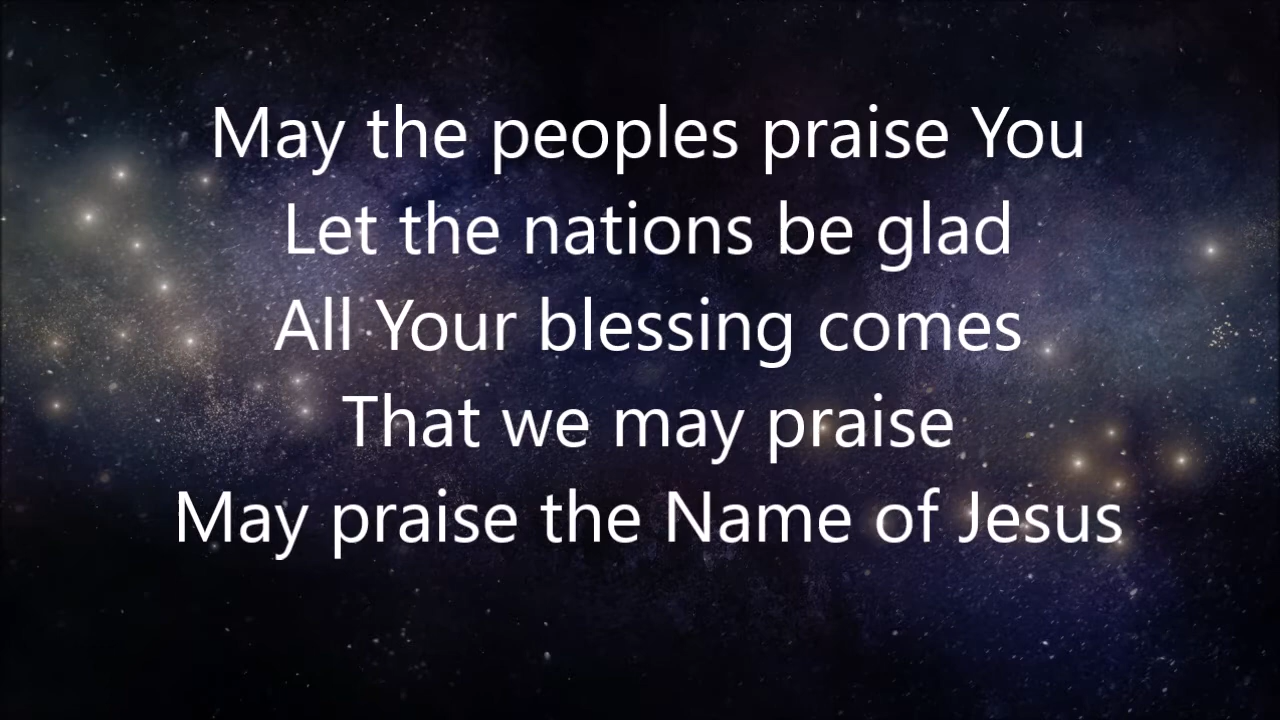 May the peoples praise You
Let the nations be glad
All Your blessing comes
That we may praise
May praise the Name of Jesus